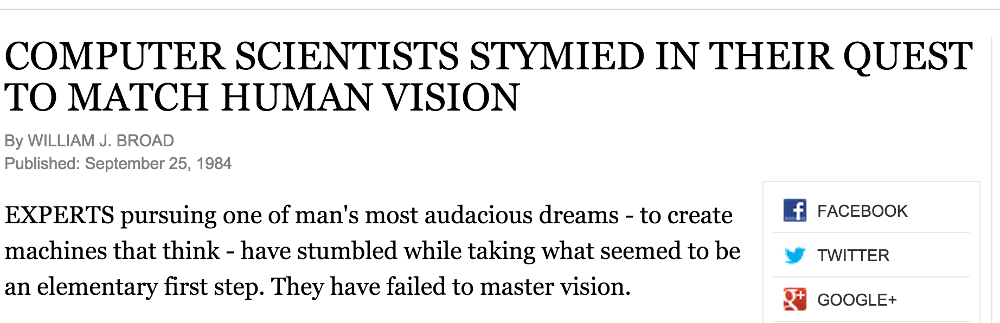 COMPUTER SCIENTISTS STYMIED IN THEIR QUEST
TO MATCH HUMAN VISION
By WILLIAM J. BROAD
Published: September 25, 1984
EXPERTS pursuing one of man's most audacious dreams - to create
machines that think - have stumbled while taking what seemed to be
an elementary first step. They have failed to master vision.
FACEBOOK
TWITTER
GOOGLE+